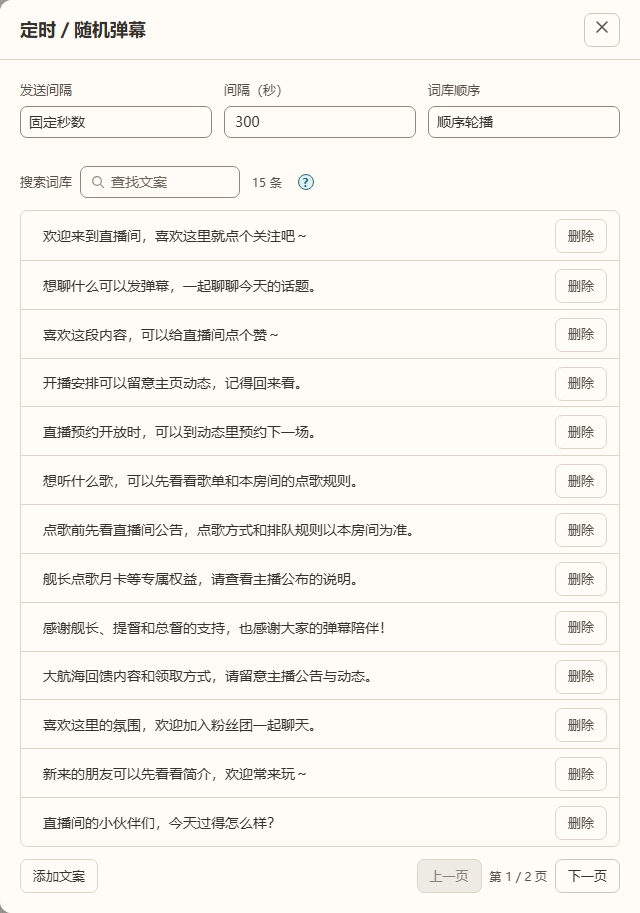 定时 / 随机弹幕
发送间隔 间隔（秒） 词库顺序
固定秒数 300 顺序轮播
搜索词库 查找文案 15 条 ?
欢迎来到直播间，喜欢这里就点个关注吧～ 删除
想聊什么可以发弹幕，一起聊聊今天的话题。 删除
喜欢这段内容，可以给直播间点个赞～ 删除
开播安排可以留意主页动态，记得回来看。 删除
直播预约开放时，可以到动态里预约下一场。 删除
想听什么歌，可以先看看歌单和本房间的点歌规则。 删除
点歌前先看直播间公告，点歌方式和排队规则以本房间为准。 删除
舰长点歌月卡等专属权益，请查看主播公布的说明。 删除
感谢舰长、提督和总督的支持，也感谢大家的弹幕陪伴！ 删除
大航海回馈内容和领取方式，请留意主播公告与动态。 删除
喜欢这里的氛围，欢迎加入粉丝团一起聊天。 删除
新来的朋友可以先看看简介，欢迎常来玩～ 删除
直播间的小伙伴们，今天过得怎么样？ 删除
添加文案 上一页 第 1 / 2 页 下一页